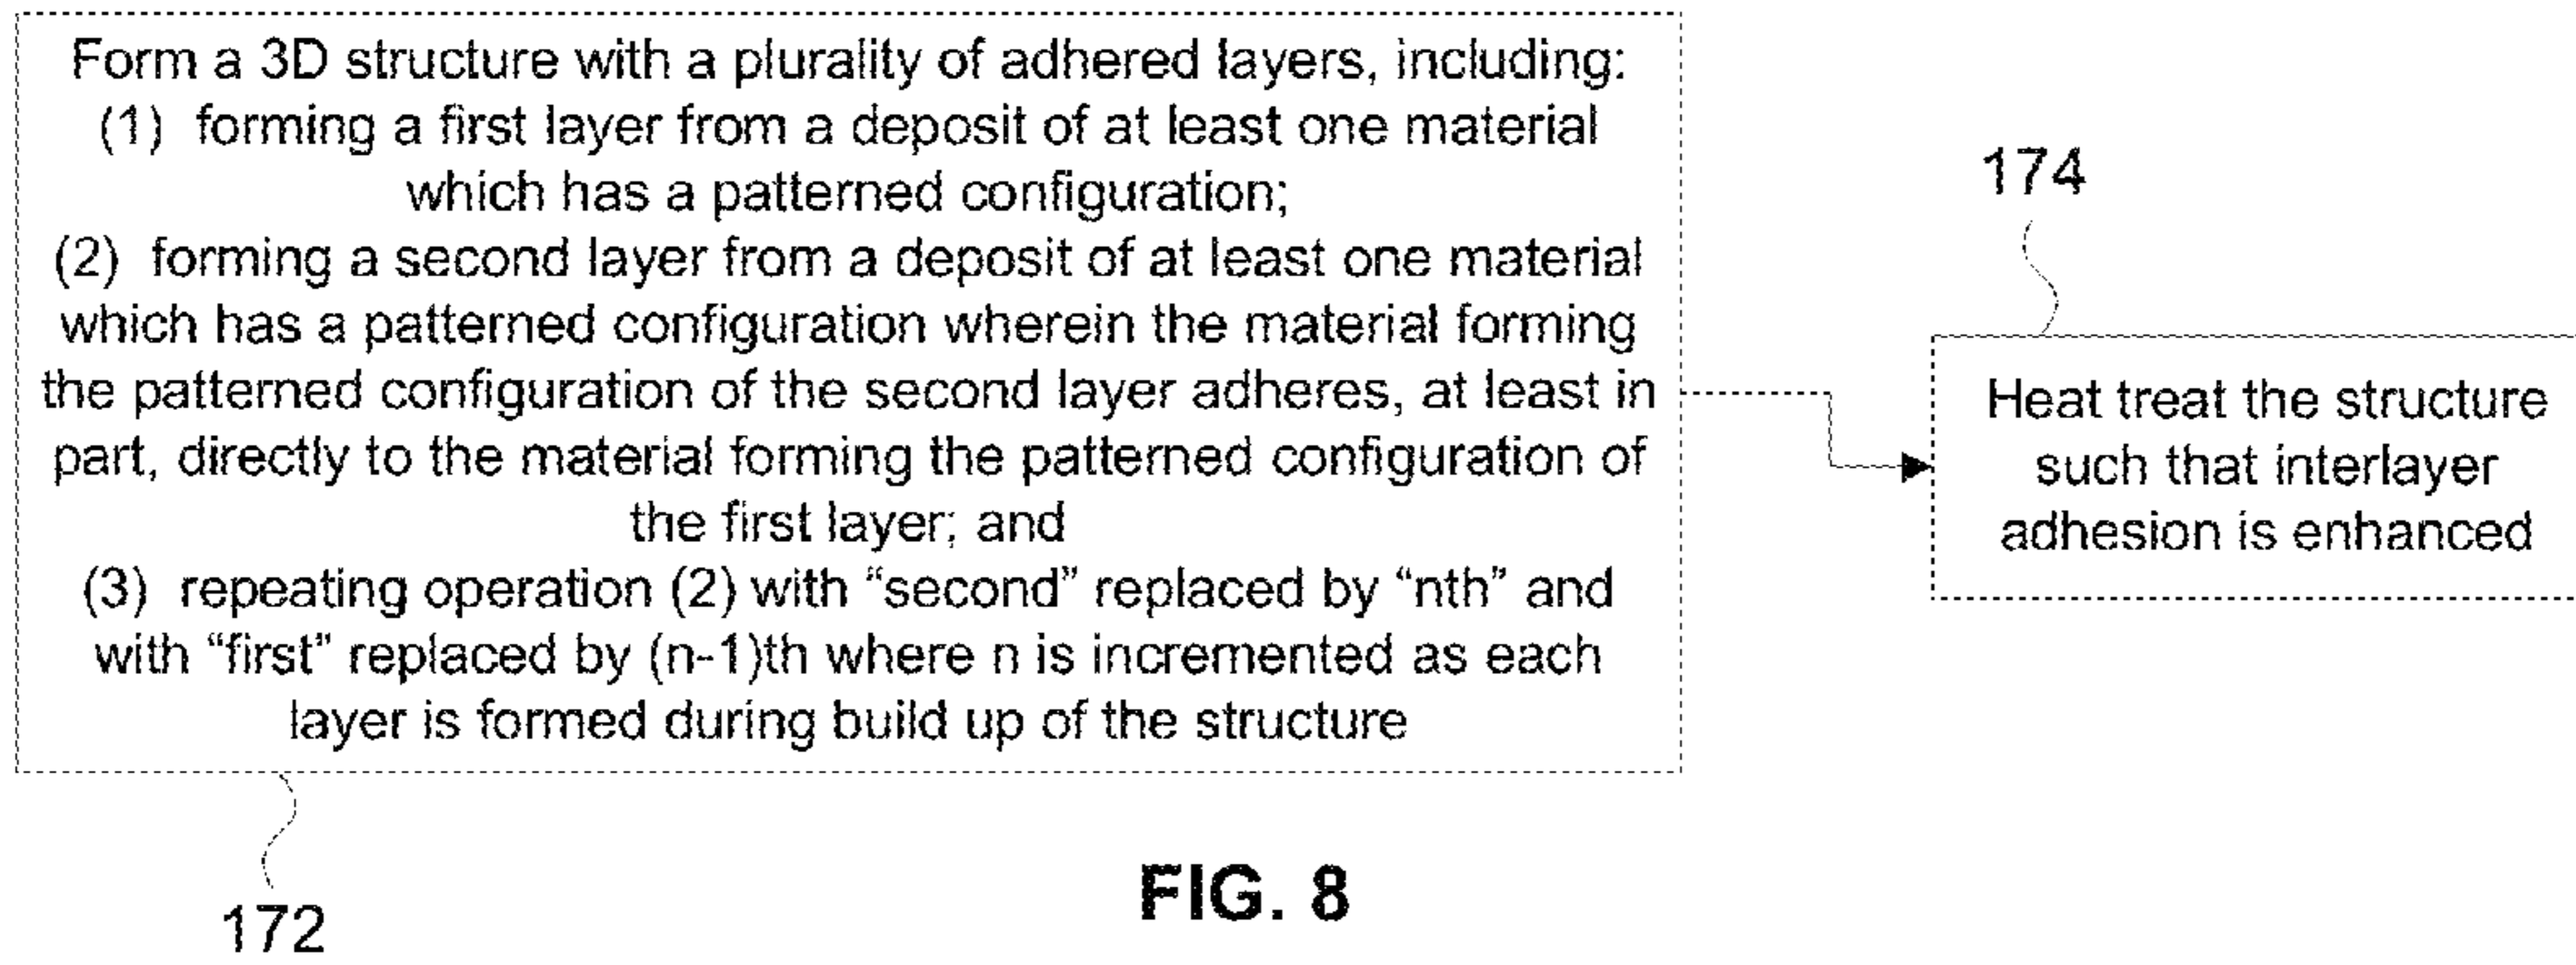 Form a 3D structure with a plurality of adhered layers, including:
(1) forming a first layer from a deposit of at least one material
which has a patterned configuration;
(2) forming a second layer from a deposit of at least one material
which has a patterned configuration wherein the material forming
the patterned configuration of the second layer adheres, at least in
part, directly to the material forming the patterned configuration of
the first layer; and
(3) repeating operation (2) with “second” replaced by “nth” and
with “first” replaced by (n-1)th where n is incremented as each
layer is formed during build up of the structure
172
174
Heat treat the structure
such that interlayer
adhesion is enhanced
FIG. 8